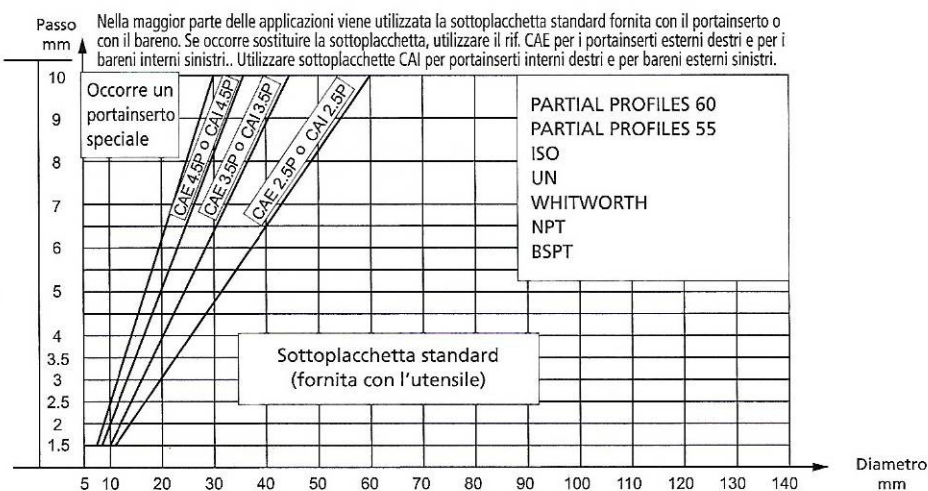 Passo
mm
Nella maggior parte delle applicazioni viene utilizzata la sottoplacchetta standard fornita con il portainserto o
con il bareno. Se occorre sostituire la sottoplacchetta, utilizzare il rif. CAE per i portainserti esterni destri e per i
bareni interni sinistri.. Utilizzare sottoplacchette CAI per portainserti interni destri e per bareni esterni sinistri.
10
9
8
7
6
5
4
3.5
3
2.5
2
1.5
Occorre un
portainserto
speciale
CAE 4.5P o CAI 4.5P
CAE 3.5P o CAI 3.5P
CAE 2.5P o CAI 2.5P
PARTIAL PROFILES 60
PARTIAL PROFILES 55
ISO
UN
WHITWORTH
NPT
BSPT
Sottoplacchetta standard
(fornita con l'utensile)
5 10 20 30 40 50 60 70 80 90 100 110 120 130 140
Diametro
mm